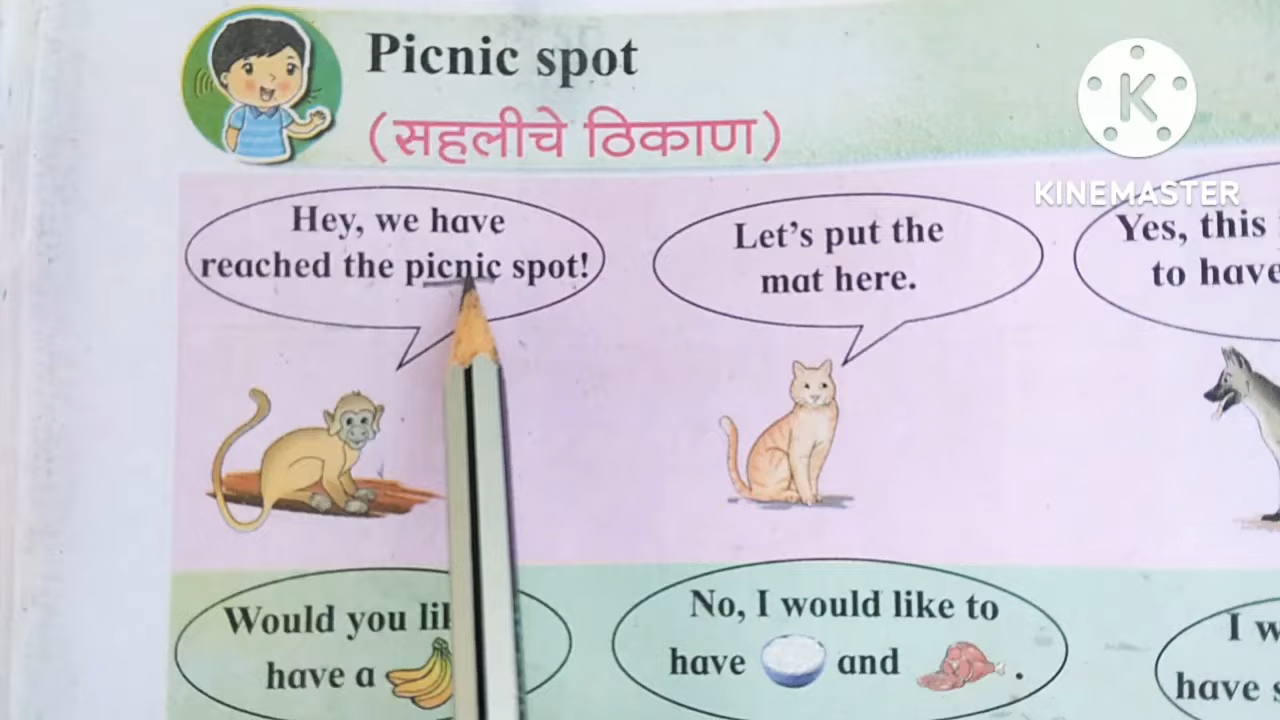 Picnic spot
(सहलीचे ठिकाण)
K
KINEMASTER
Hey, we have
reached the picnic spot!
Let's put the
mat here.
Yes, this
to have
Would you
have a
No, I would like to
have and .
I
have